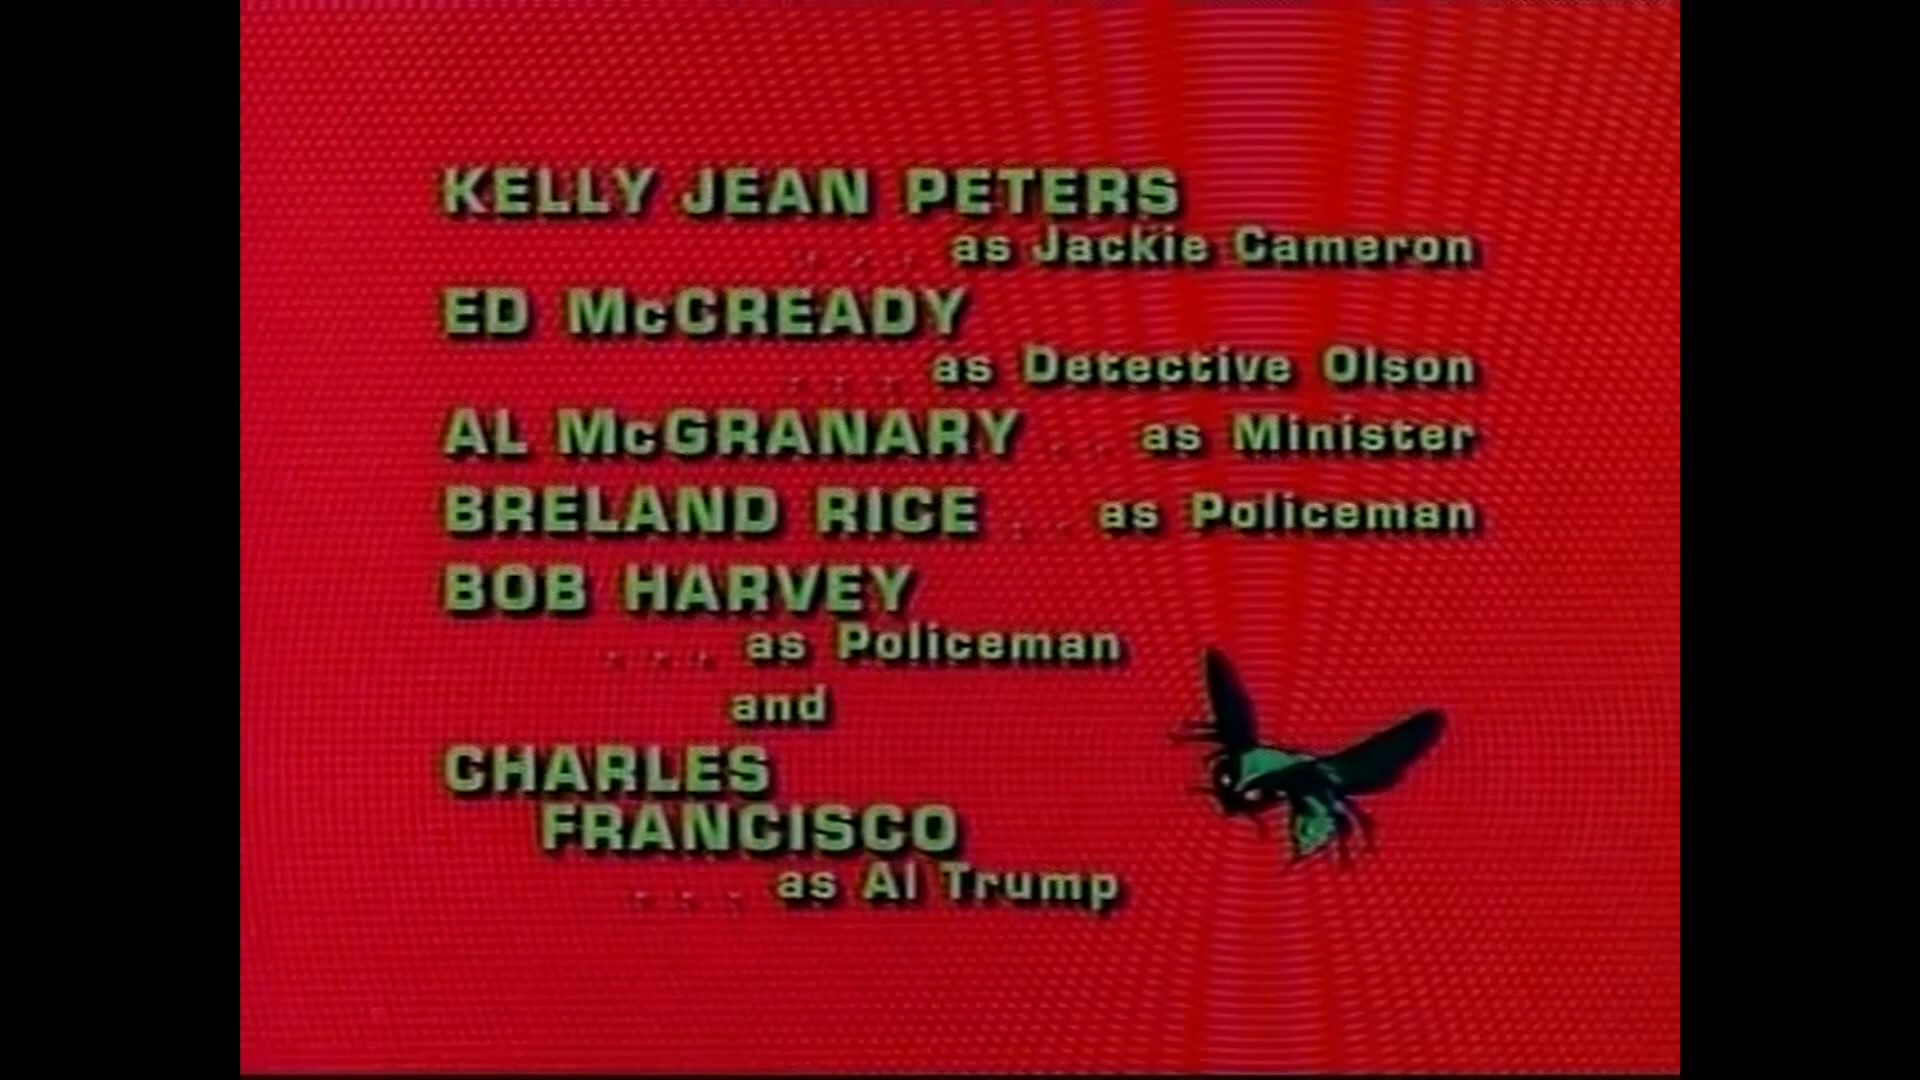 KELLY JEAN PETERS
. . . as Jackie Cameron
ED McCREADY
. . . as Detective Olson
AL McGRANARY . . as Minister
BRELAND RICE . . as Policeman
BOB HARVEY
. . . as Policeman
and
CHARLES
FRANCISCO
. . . as Al Trump